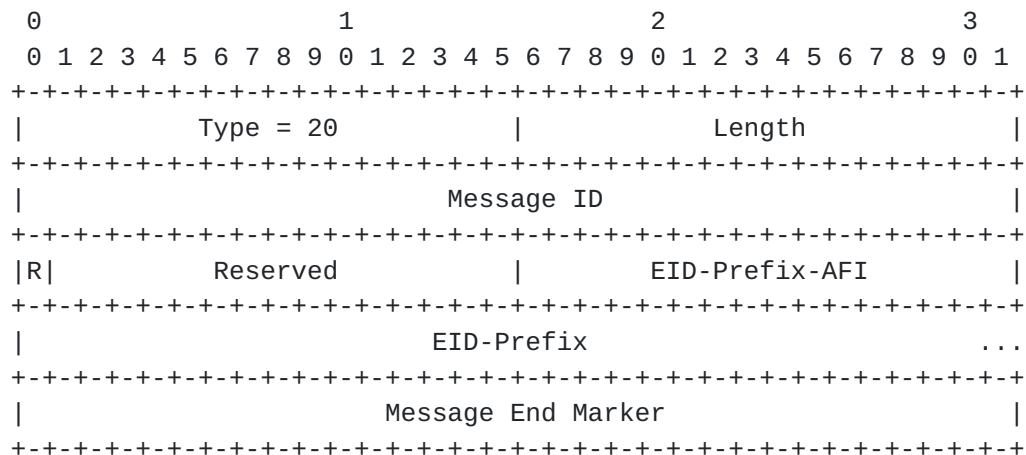 0                   1                   2                   3
 0 1 2 3 4 5 6 7 8 9 0 1 2 3 4 5 6 7 8 9 0 1 2 3 4 5 6 7 8 9 0 1
+-+-+-+-+-+-+-+-+-+-+-+-+-+-+-+-+-+-+-+-+-+-+-+-+-+-+-+-+-+-+-+-+
|           Type = 20           |            Length             |
+-+-+-+-+-+-+-+-+-+-+-+-+-+-+-+-+-+-+-+-+-+-+-+-+-+-+-+-+-+-+-+-+
|                           Message ID                          |
+-+-+-+-+-+-+-+-+-+-+-+-+-+-+-+-+-+-+-+-+-+-+-+-+-+-+-+-+-+-+-+-+
|R|          Reserved           |        EID-Prefix-AFI         |
+-+-+-+-+-+-+-+-+-+-+-+-+-+-+-+-+-+-+-+-+-+-+-+-+-+-+-+-+-+-+-+-+
|                          EID-Prefix                         ...
+-+-+-+-+-+-+-+-+-+-+-+-+-+-+-+-+-+-+-+-+-+-+-+-+-+-+-+-+-+-+-+-+
|                       Message End Marker                      |
+-+-+-+-+-+-+-+-+-+-+-+-+-+-+-+-+-+-+-+-+-+-+-+-+-+-+-+-+-+-+-+-+